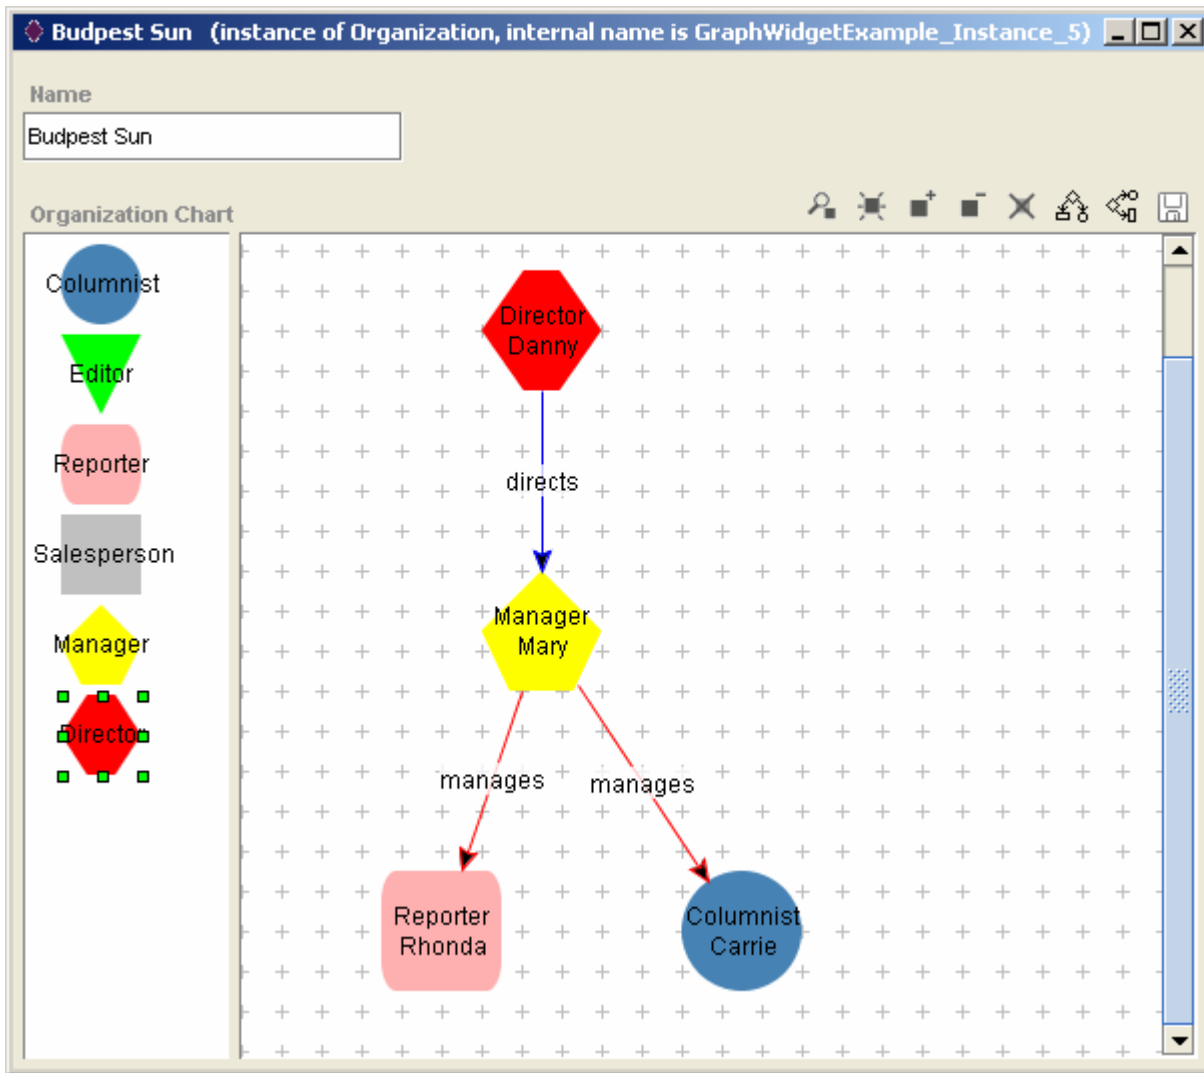 Budpest Sun (instance of Organization, internal name is GraphWidgetExample_Instance_5)
Name
Budpest Sun
Organization Chart
Columnist
Editor
Reporter
Salesperson
Manager
Director
Director
Danny
directs
Manager
Mary
manages
manages
Reporter
Rhonda
Columnist
Carrie